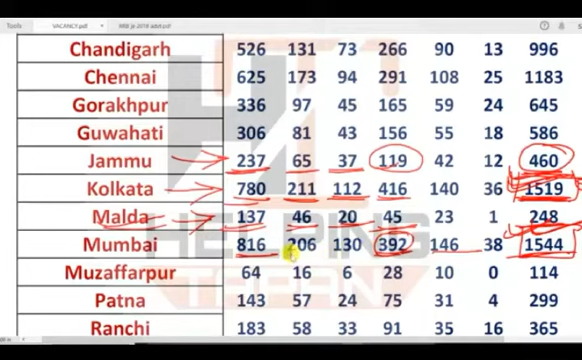 Tools VACANCY.pdf RRB je 2018 advt.pdf
Chandigarh 526 131 73 266 90 13 996
Chennai 625 173 94 291 108 25 1183
Gorakhpur 336 97 45 165 59 24 645
Guwahati 306 81 43 156 55 18 586
Jammu 237 65 37 119 42 12 460
Kolkata 780 211 112 416 140 36 1519
Malda 137 46 20 45 23 1 248
Mumbai 816 206 130 392 146 38 1544
Muzaffarpur 64 16 6 28 10 0 114
Patna 143 57 24 75 31 4 299
Ranchi 183 58 33 91 35 16 365
HELPING
TAPAN